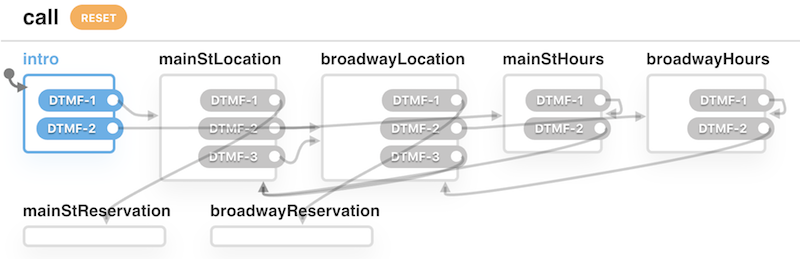 call RESET
intro mainStLocation broadwayLocation mainStHours broadwayHours
DTMF-1 DTMF-1 DTMF-1 DTMF-1 DTMF-1
DTMF-2 DTMF-2 DTMF-2 DTMF-2 DTMF-2
DTMF-3 DTMF-3
mainStReservation broadwayReservation